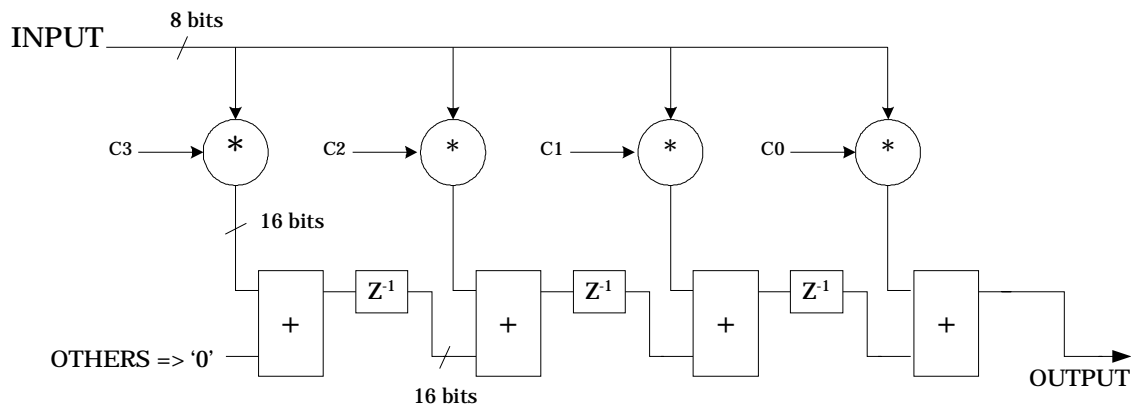 8 bits
INPUT
C3
*
C2
*
C1
*
C0
*
16 bits
Z-1
Z-1
Z-1
+
+
+
+
OTHERS => ‘0’
16 bits
OUTPUT